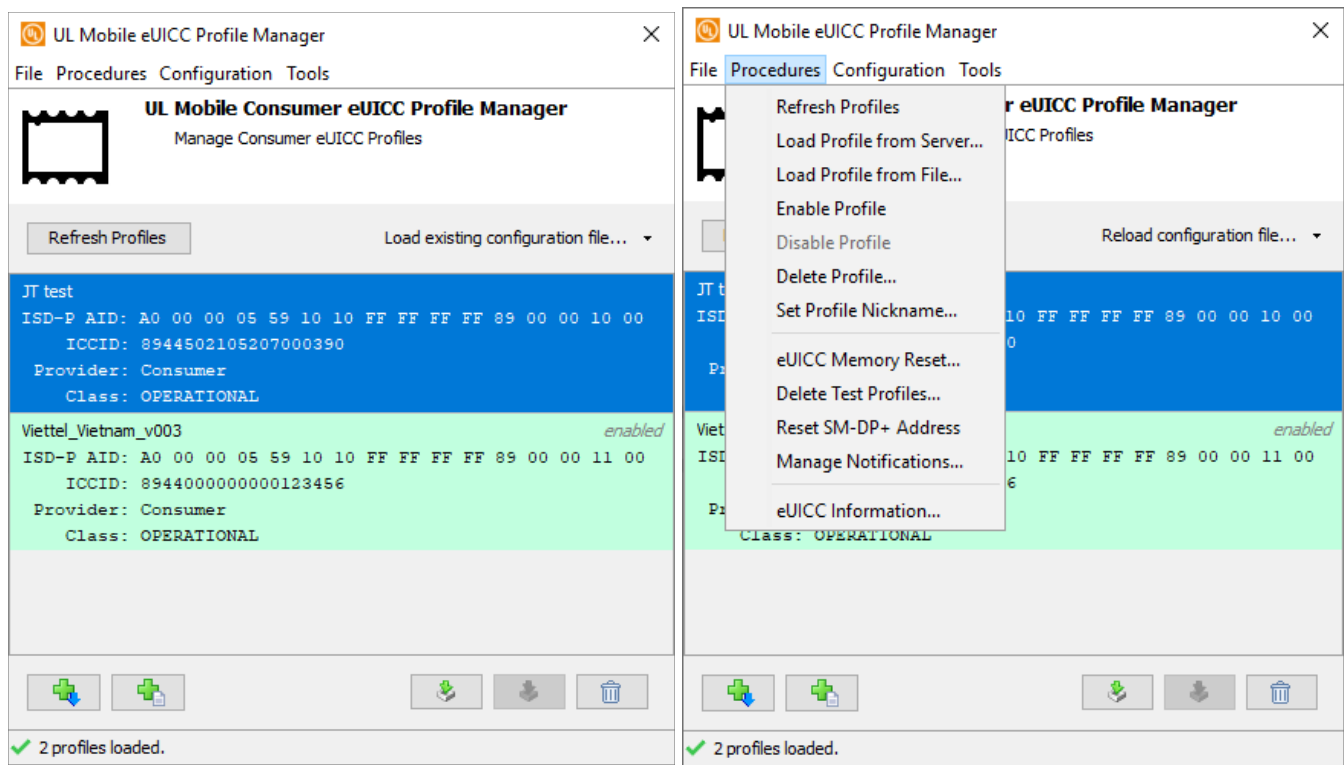 UL Mobile eUICC Profile Manager
File Procedures Configuration Tools
UL Mobile Consumer eUICC Profile Manager
Manage Consumer eUICC Profiles
Refresh Profiles
Load existing configuration file...
JT test
ISD-P AID: A0 00 00 05 59 10 10 FF FF FF FF 89 00 00 10 00
ICCID: 8944502105207000390
Provider: Consumer
Class: OPERATIONAL
Viettel_Vietnam_v003 enabled
ISD-P AID: A0 00 00 05 59 10 10 FF FF FF FF 89 00 00 11 00
ICCID: 8944000000000123456
Provider: Consumer
Class: OPERATIONAL
2 profiles loaded.
UL Mobile eUICC Profile Manager
File Procedures Configuration Tools
r eUICC Profile Manager
ICC Profiles
Refresh Profiles
Load Profile from Server...
Load Profile from File...
Enable Profile
Disable Profile
Delete Profile...
Set Profile Nickname...
eUICC Memory Reset...
Delete Test Profiles...
Reset SM-DP+ Address
Manage Notifications...
eUICC Information...
Reload configuration file...
JT t
ISD 10 FF FF FF FF 89 00 00 10 00
0
Pr
Viet enabled
ISD 10 FF FF FF FF 89 00 00 11 00
6
Pr
Class: OPERATIONAL
2 profiles loaded.